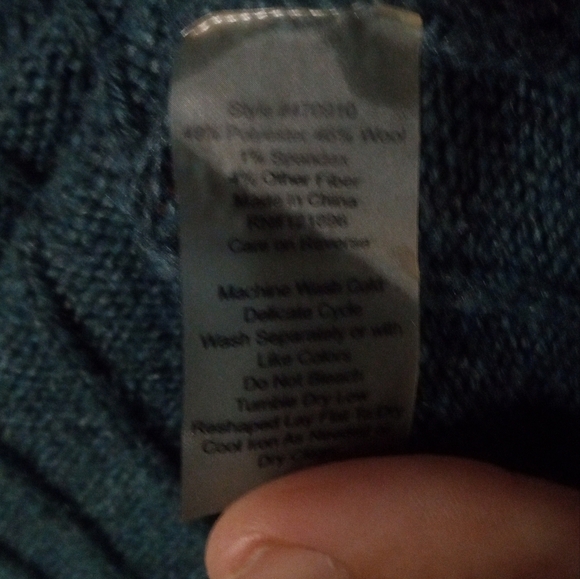 Style #470910
49% Polyester 46% Wool
1% Spandex
4% Other Fiber
Made In China
Care on Reverse
Machine Wash Cold
Delicate Cycle
Wash Separately or with
Like Colors
Do Not Bleach
Tumble Dry Low
Reshaped Lay Flat To Dry
Cool Iron As Needed
Dry